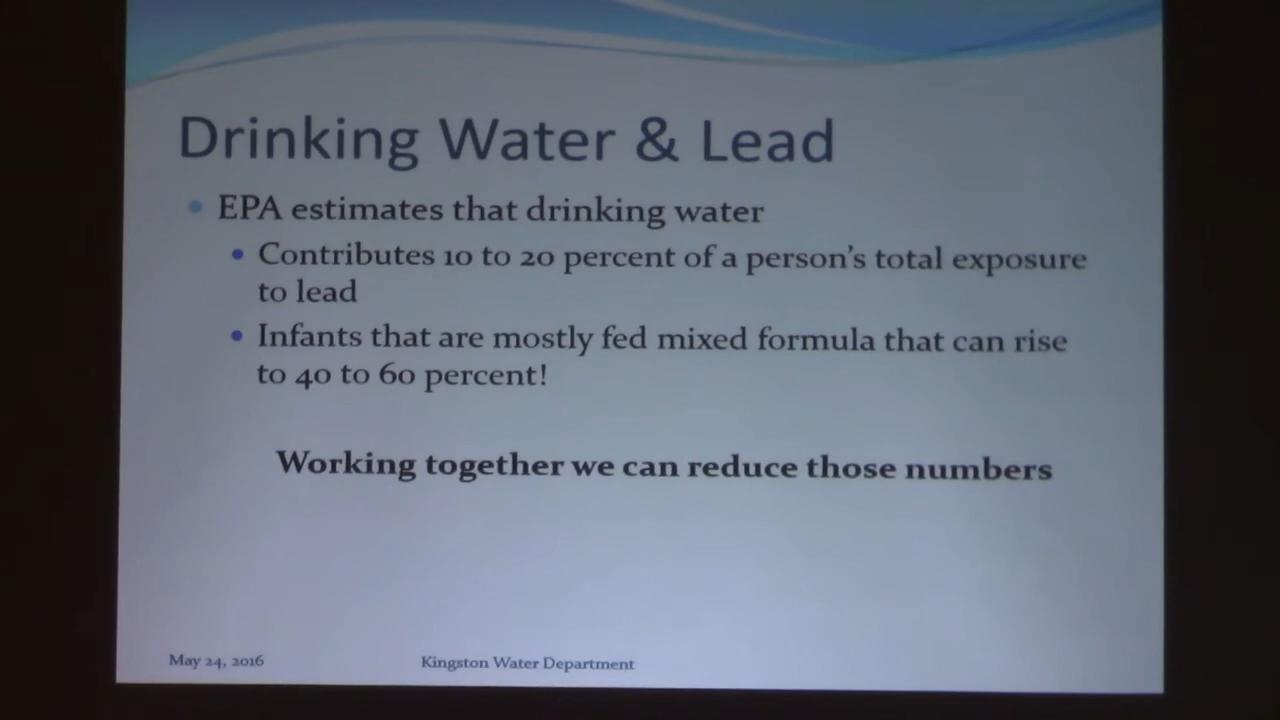 Drinking Water & Lead
EPA estimates that drinking water
Contributes 10 to 20 percent of a person's total exposure
to lead
Infants that are mostly fed mixed formula that can rise
to 40 to 60 percent!
Working together we can reduce those numbers
May 24, 2016
Kingston Water Department